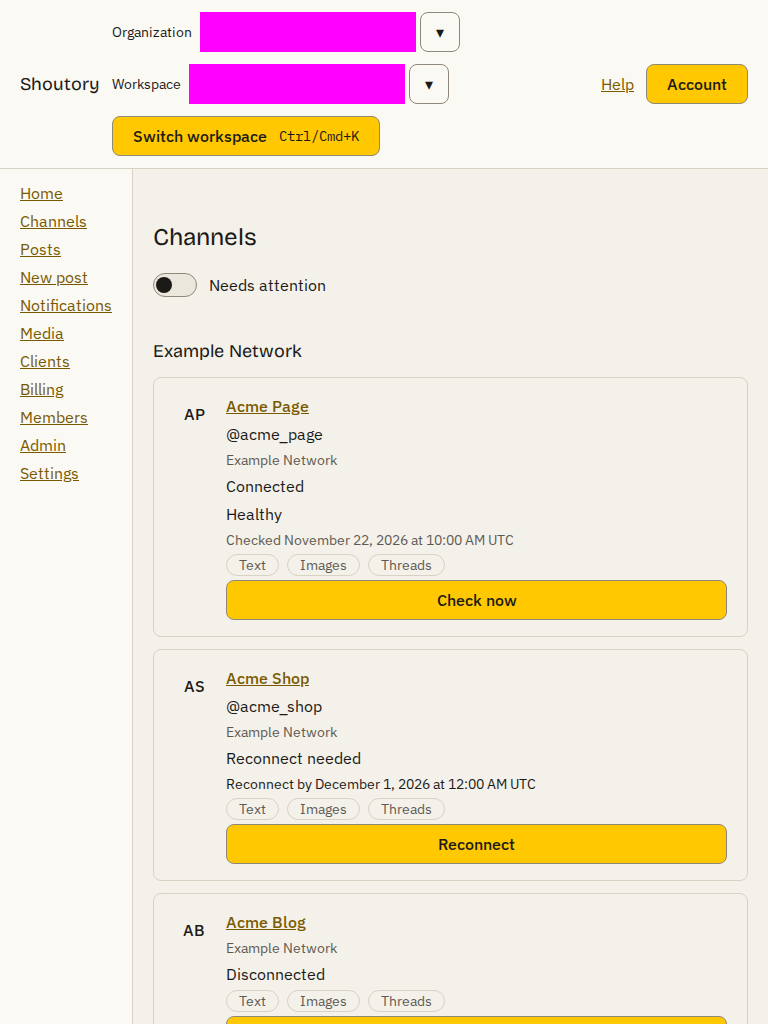 Organization ▼
Shoutory Workspace ▼ Help Account
Switch workspace Ctrl/Cmd+K
Home
Channels
Posts
New post
Notifications
Media
Clients
Billing
Members
Admin
Settings
Channels
Needs attention
Example Network
AP Acme Page
@acme_page
Example Network
Connected
Healthy
Checked November 22, 2026 at 10:00 AM UTC
Text Images Threads
Check now
AS Acme Shop
@acme_shop
Example Network
Reconnect needed
Reconnect by December 1, 2026 at 12:00 AM UTC
Text Images Threads
Reconnect
AB Acme Blog
Example Network
Disconnected
Text Images Threads